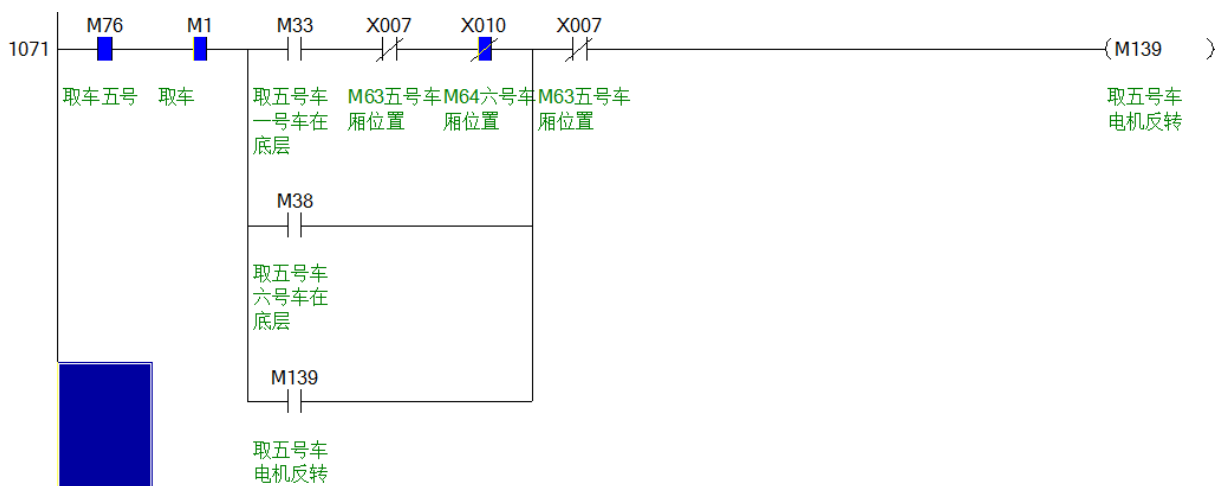 M76 M1 M33 X007 X010 X007
1071 (M139 )
取车五号 取车 取五号车 M63五号车 M64六号车 M63五号车 取五号车
一号车在 厢位置 厢位置 厢位置 电机反转
底层
M38
取五号车
六号车在
底层
M139
取五号车
电机反转